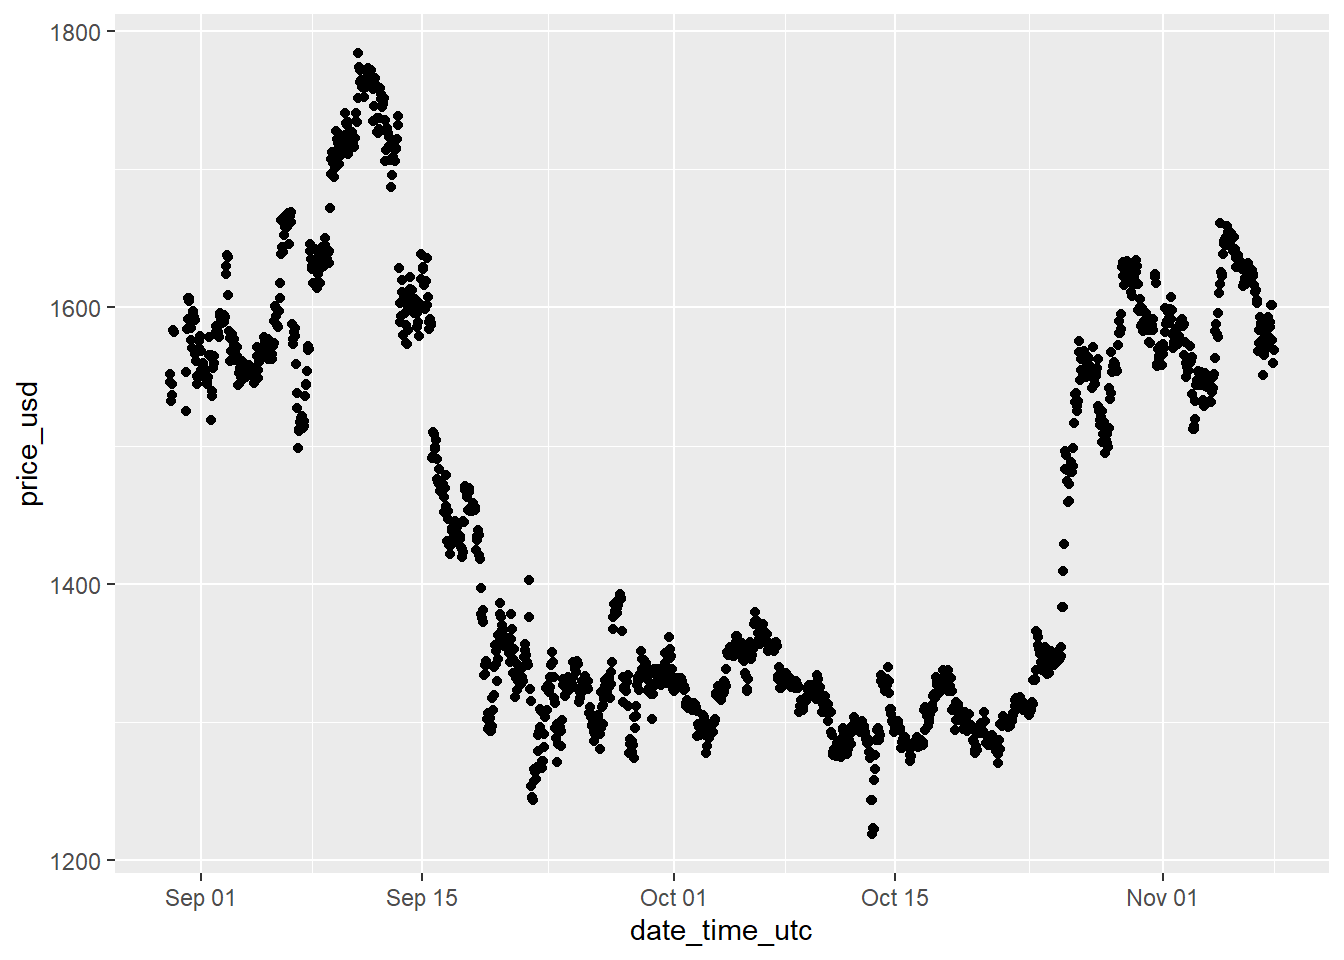 1800
1600
1400
1200
price_usd
Sep 01
Sep 15
Oct 01
Oct 15
Nov 01
date_time_utc